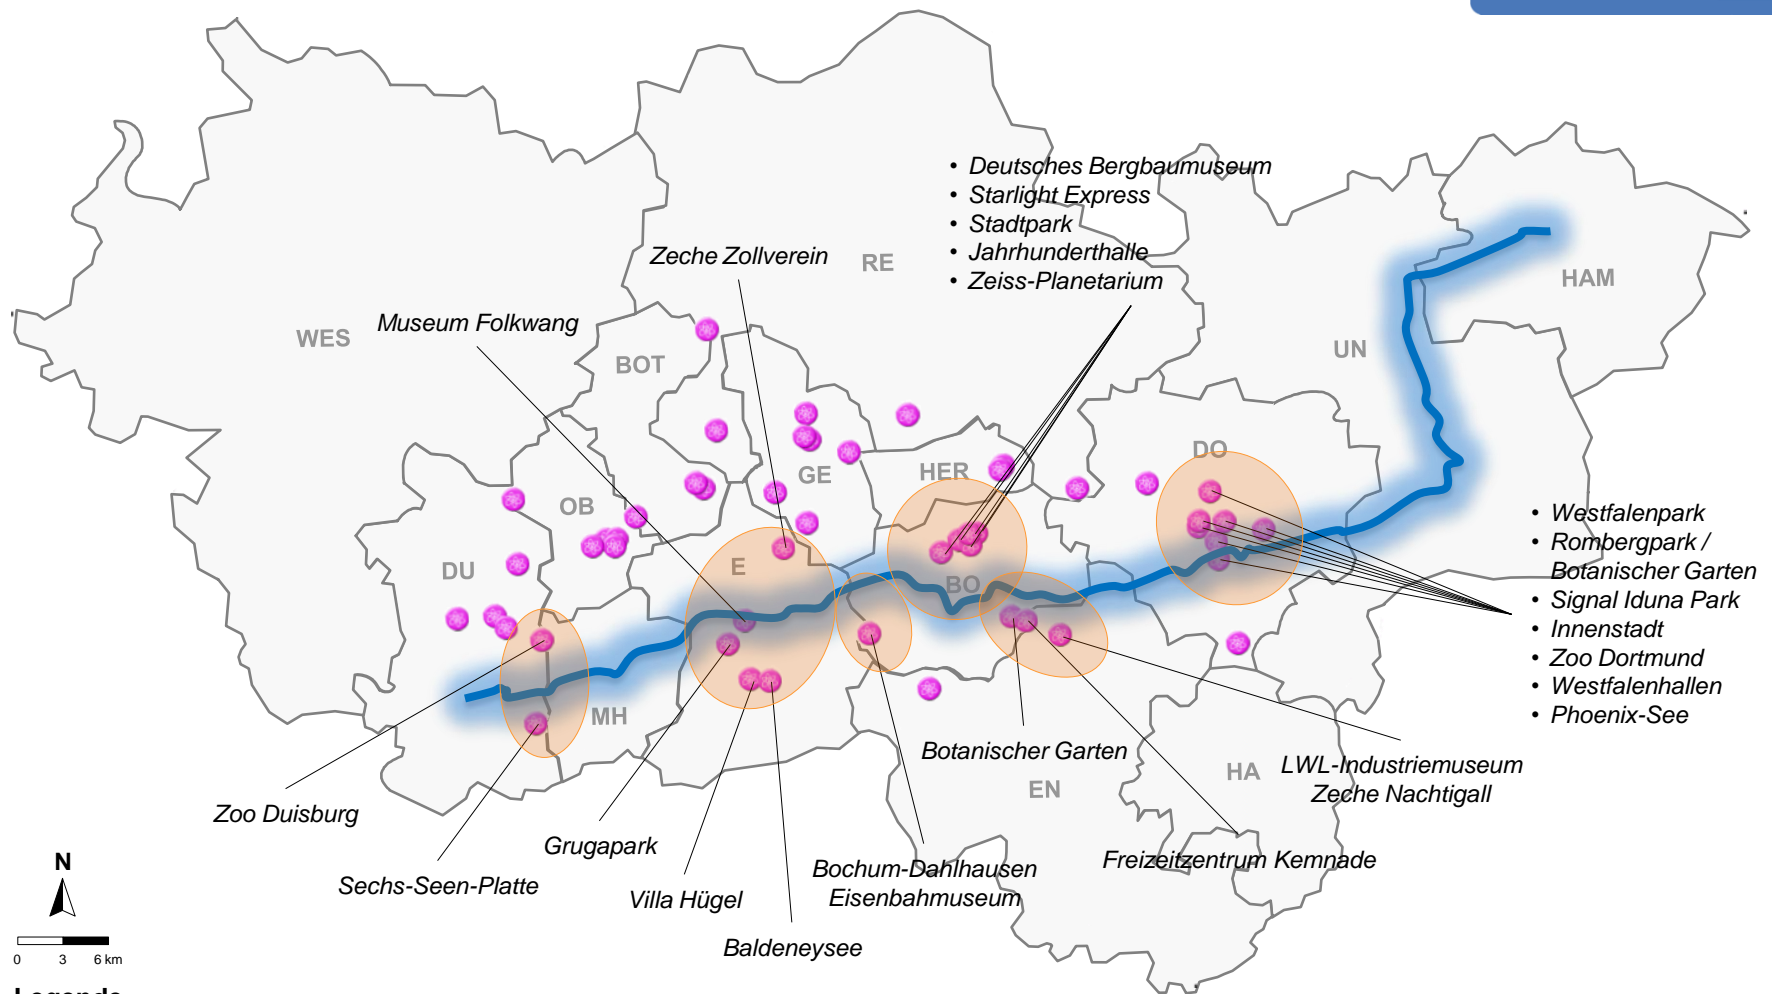 • Deutsches Bergbaumuseum
• Starlight Express
• Stadtpark
• Jahrhunderthalle
• Zeiss-Planetarium
Zeche Zollverein
RE
HAM
Museum Folkwang
WES
UN
BOT
DO
HER
GE
OB
• Westfalenpark
• Rombergpark /
Botanischer Garten
• Signal Iduna Park
• Innenstadt
• Zoo Dortmund
• Westfalenhallen
• Phoenix-See
DU
E
BO
MH
Botanischer Garten
LWL-Industriemuseum
Zeche Nachtigall
HA
EN
Zoo Duisburg
Grugapark
Sechs-Seen-Platte
Villa Hügel
Bochum-Dahlhausen
Eisenbahmuseum
Freizeitzentrum Kemnade
Baldeneysee
N
0 3 6 km
Legende